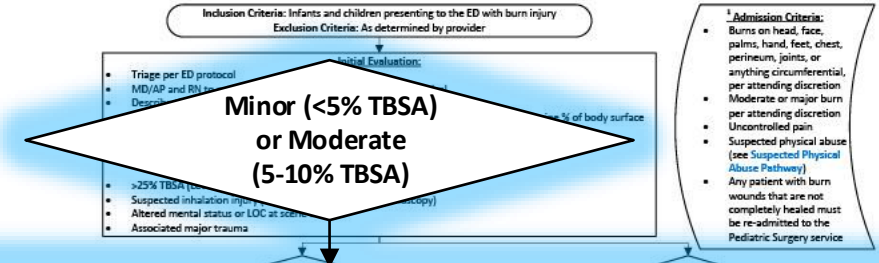 Inclusion Criteria: Infants and children presenting to the ED with burn injury
Exclusion Criteria: As determined by provider
Initial Evaluation:
• Triage per ED protocol
• MD/AP and RN to
• Describ
% of body surface
• >25% TBSA
• Suspected inhalation injury
• Altered mental status or LOC at scene
• Associated major trauma
Minor (<5% TBSA)
or Moderate
(5-10% TBSA)
1 Admission Criteria:
• Burns on head, face,
palms, hand, feet, chest,
perineum, joints, or
anything circumferential,
per attending discretion
• Moderate or major burn
per attending discretion
• Uncontrolled pain
• Suspected physical abuse
(see Suspected Physical
Abuse Pathway)
• Any patient with burn
wounds that are not
completely healed must
be re-admitted to the
Pediatric Surgery service